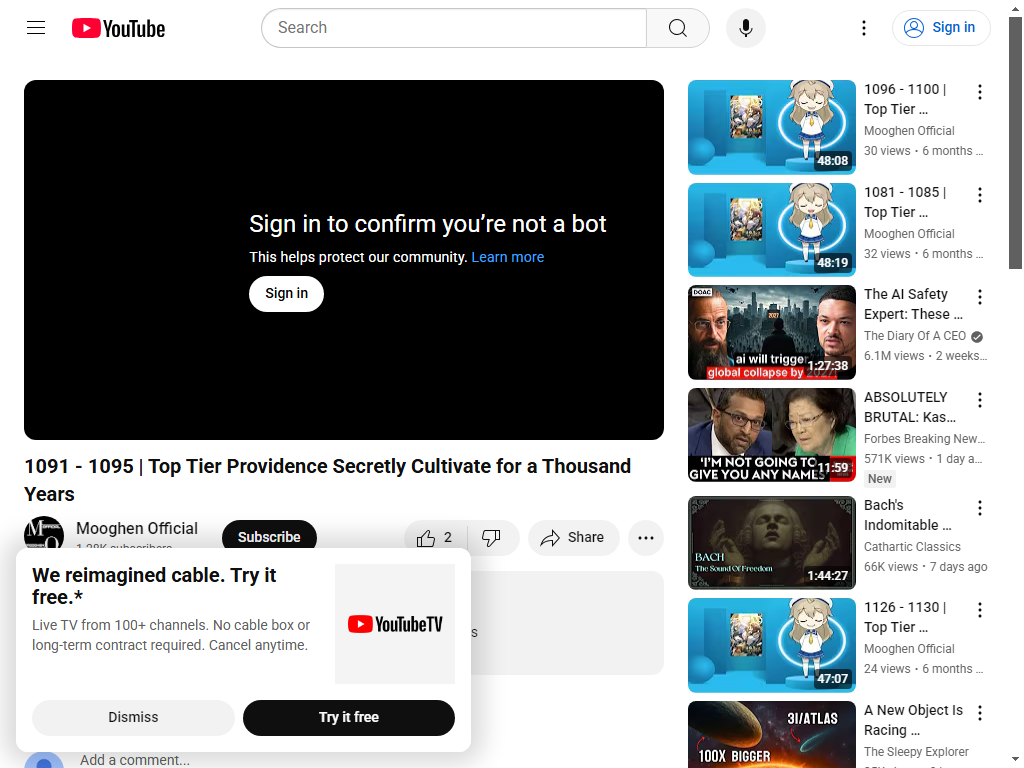 YouTube
Search
Sign in
Sign in to confirm you’re not a bot
This helps protect our community. Learn more
Sign in
1091 - 1095 | Top Tier Providence Secretly Cultivate for a Thousand
Years
Mooghen Official
Subscribe
2
Share
We reimagined cable. Try it
free.*
Live TV from 100+ channels. No cable box or
long-term contract required. Cancel anytime.
YouTubeTV
Dismiss
Try it free
Add a comment...
48:08
1096 - 1100 |
Top Tier …
Mooghen Official
30 views • 6 months …
48:19
1081 - 1085 |
Top Tier …
Mooghen Official
32 views • 6 months …
DOAC
2027
ai will trigger
global collapse by
1:27:38
The AI Safety
Expert: These …
The Diary Of A CEO
6.1M views • 2 weeks…
'I'M NOT GOING TO
GIVE YOU ANY NAMES
11:59
ABSOLUTELY
BRUTAL: Kas…
Forbes Breaking New…
571K views • 1 day a…
New
BACH
The Sound Of Freedom
1:44:27
Bach's
Indomitable …
Cathartic Classics
66K views • 7 days ago
47:07
1126 - 1130 |
Top Tier …
Mooghen Official
24 views • 6 months …
3I/ATLAS
100X BIGGER
A New Object Is
Racing …
The Sleepy Explorer